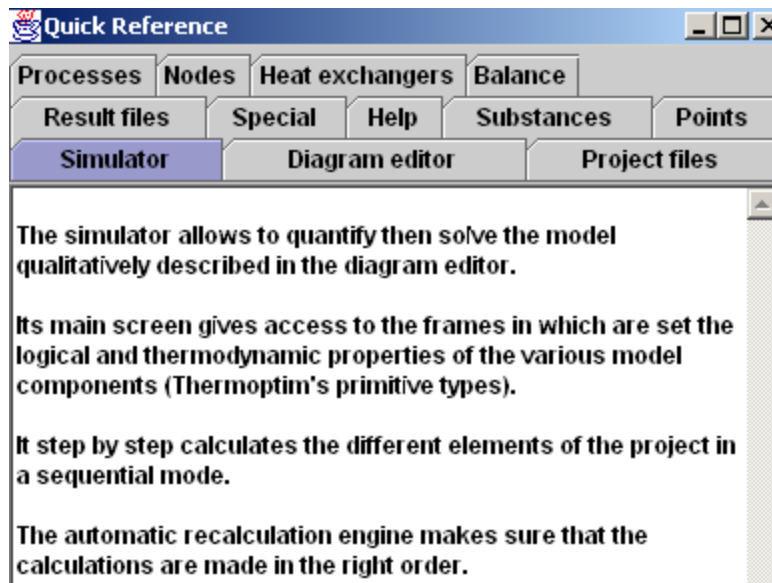 Quick Reference
Processes Nodes Heat exchangers Balance
Result files Special Help Substances Points
Simulator Diagram editor Project files
The simulator allows to quantify then solve the model
qualitatively described in the diagram editor.
Its main screen gives access to the frames in which are set the
logical and thermodynamic properties of the various model
components (Thermoptim's primitive types).
It step by step calculates the different elements of the project in
a sequential mode.
The automatic recalculation engine makes sure that the
calculations are made in the right order.